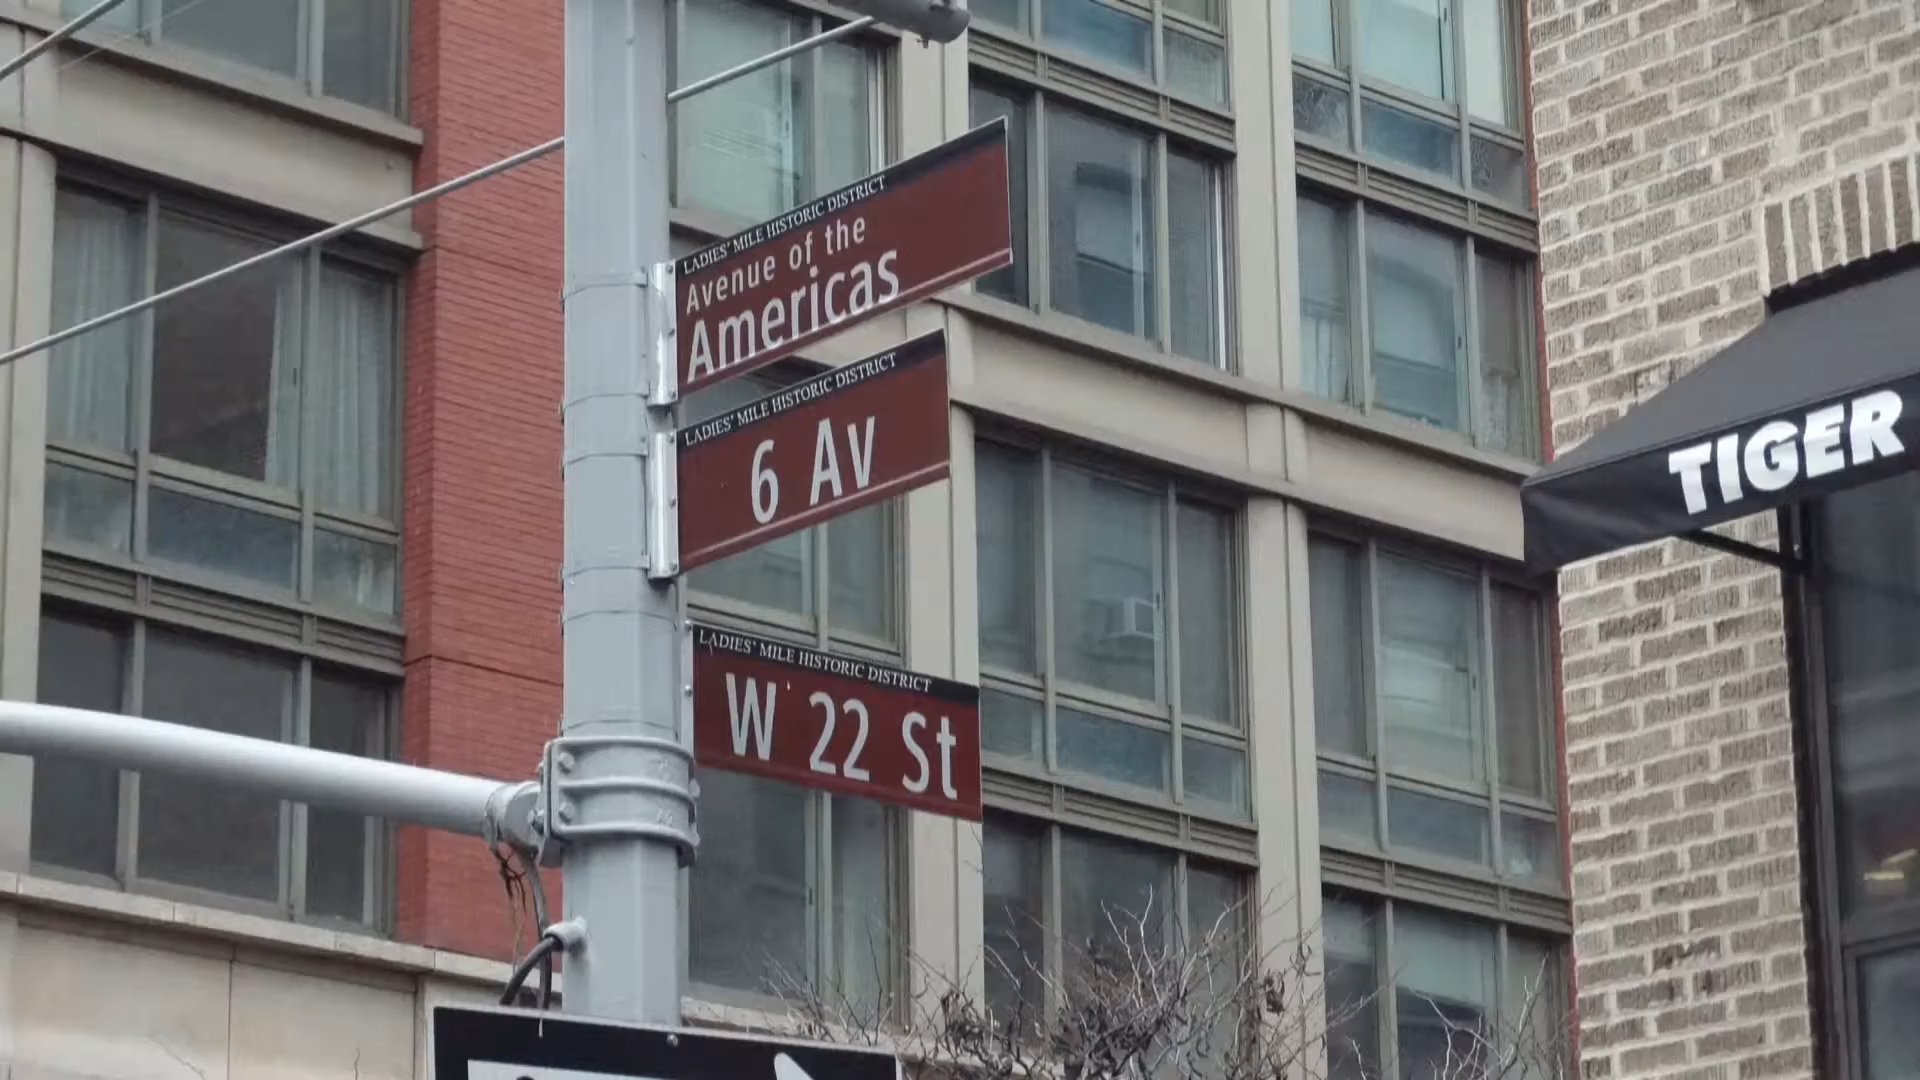 LADIES' MILE HISTORIC DISTRICT
Avenue of the
Americas
LADIES' MILE HISTORIC DISTRICT
6 Av
LADIES' MILE HISTORIC DISTRICT
W 22 St
TIGER